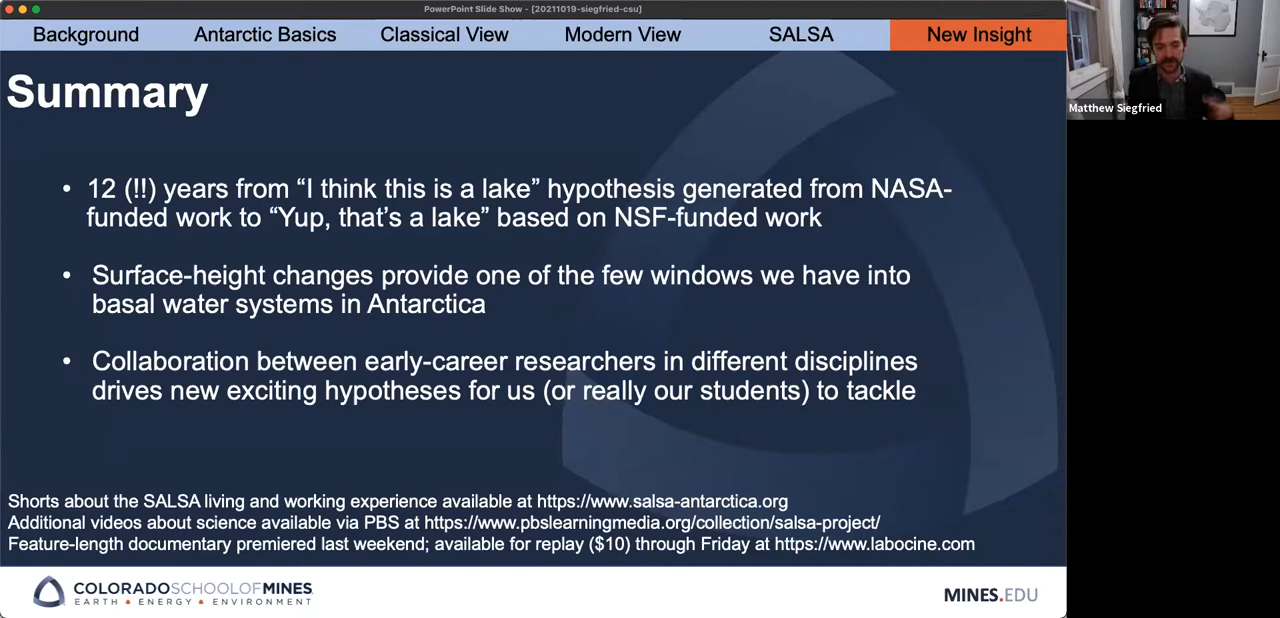 PowerPoint Slide Show - [20211019-siegfried-csu]
Background Antarctic Basics Classical View Modern View SALSA New Insight
Summary
• 12 (!!) years from “I think this is a lake” hypothesis generated from NASA-
funded work to “Yup, that’s a lake” based on NSF-funded work
• Surface-height changes provide one of the few windows we have into
basal water systems in Antarctica
• Collaboration between early-career researchers in different disciplines
drives new exciting hypotheses for us (or really our students) to tackle
Shorts about the SALSA living and working experience available at https://www.salsa-antarctica.org
Additional videos about science available via PBS at https://www.pbslearningmedia.org/collection/salsa-project/
Feature-length documentary premiered last weekend; available for replay ($10) through Friday at https://www.labocine.com
COLORADOSCHOOLOFMINES
EARTH • ENERGY • ENVIRONMENT
MINES.EDU
Matthew Siegfried